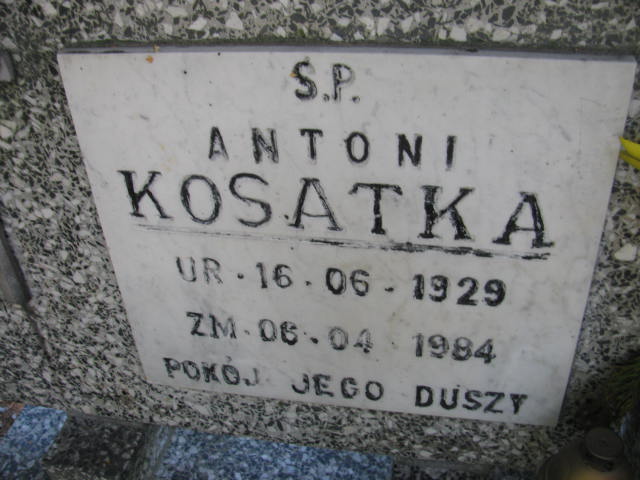 Ś.P.
ANTONI
KOSATKA
UR·16·06·1929
ZM·06·04·1984
POKÓJ JEGO DUSZY